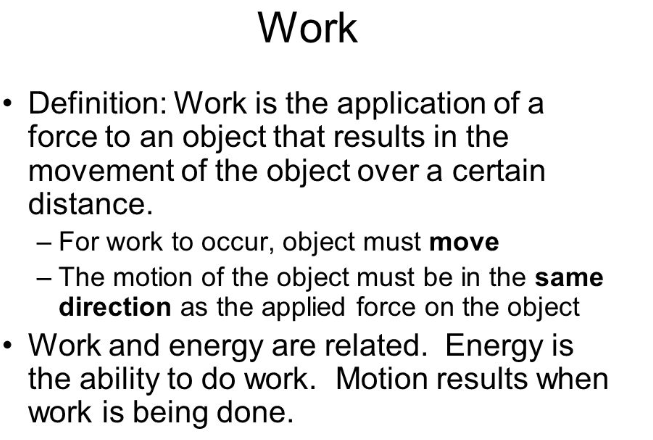 Work
• Definition: Work is the application of a
force to an object that results in the
movement of the object over a certain
distance.
– For work to occur, object must move
– The motion of the object must be in the same
direction as the applied force on the object
• Work and energy are related. Energy is
the ability to do work. Motion results when
work is being done.